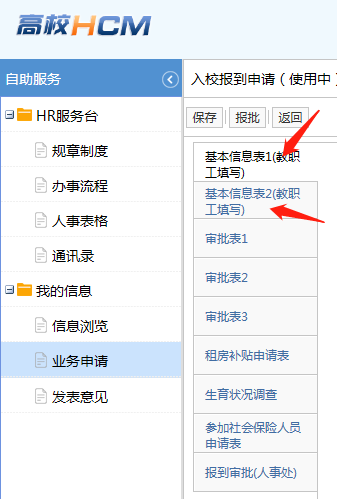 高校HCM
自助服务
HR服务台
规章制度
办事流程
人事表格
通讯录
我的信息
信息浏览
业务申请
发表意见
入校报到申请（使用中）
保存 报批 返回
基本信息表1(教职
工填写)
基本信息表2(教职
工填写)
审批表1
审批表2
审批表3
租房补贴申请表
生育状况调查
参加社会保险人员
申请表
报到审批(人事处)